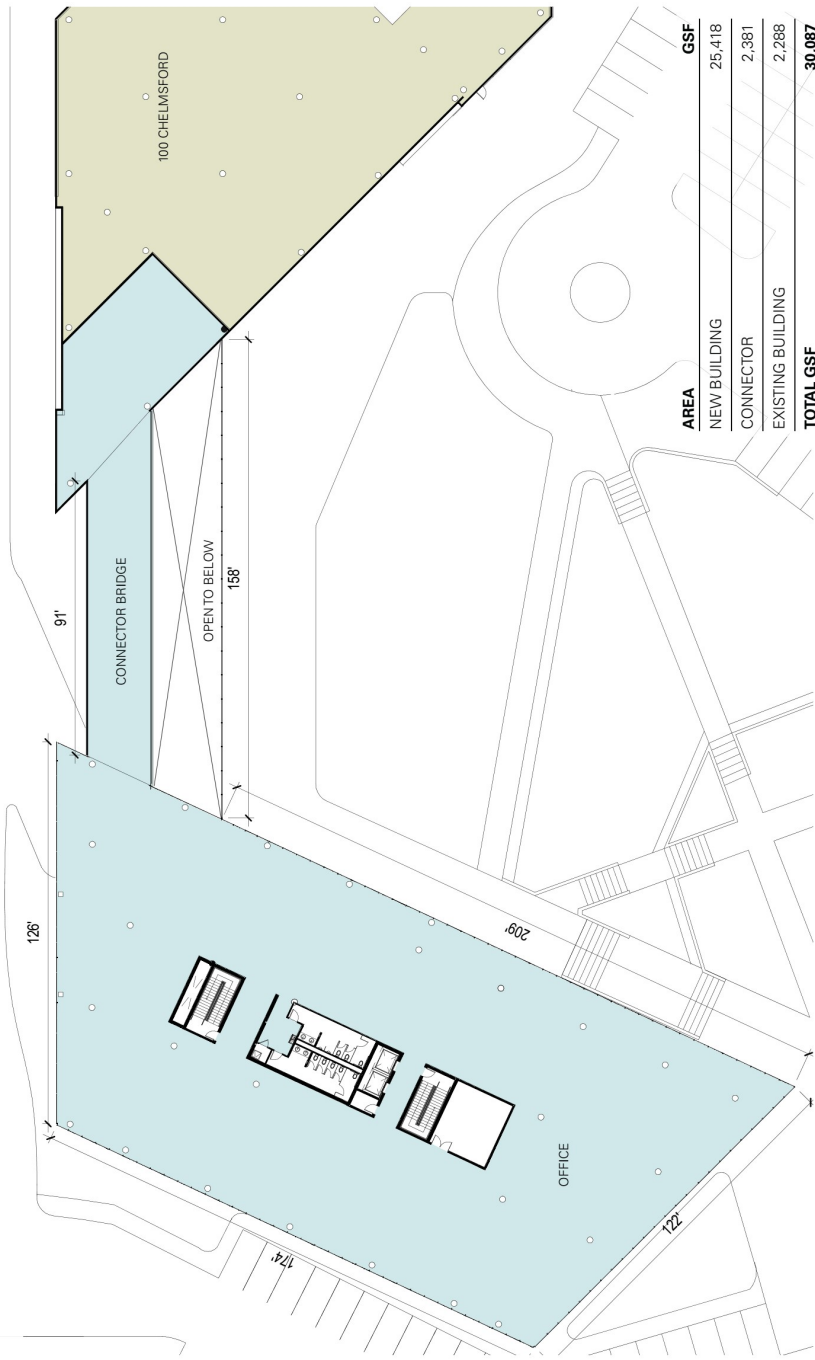 100 CHELMSFORD
91'
CONNECTOR BRIDGE
OPEN TO BELOW
158'
126'
209'
OFFICE
174'
122'
AREA GSF
NEW BUILDING 25,418
CONNECTOR 2,381
EXISTING BUILDING 2,288
TOTAL GSF 30,087